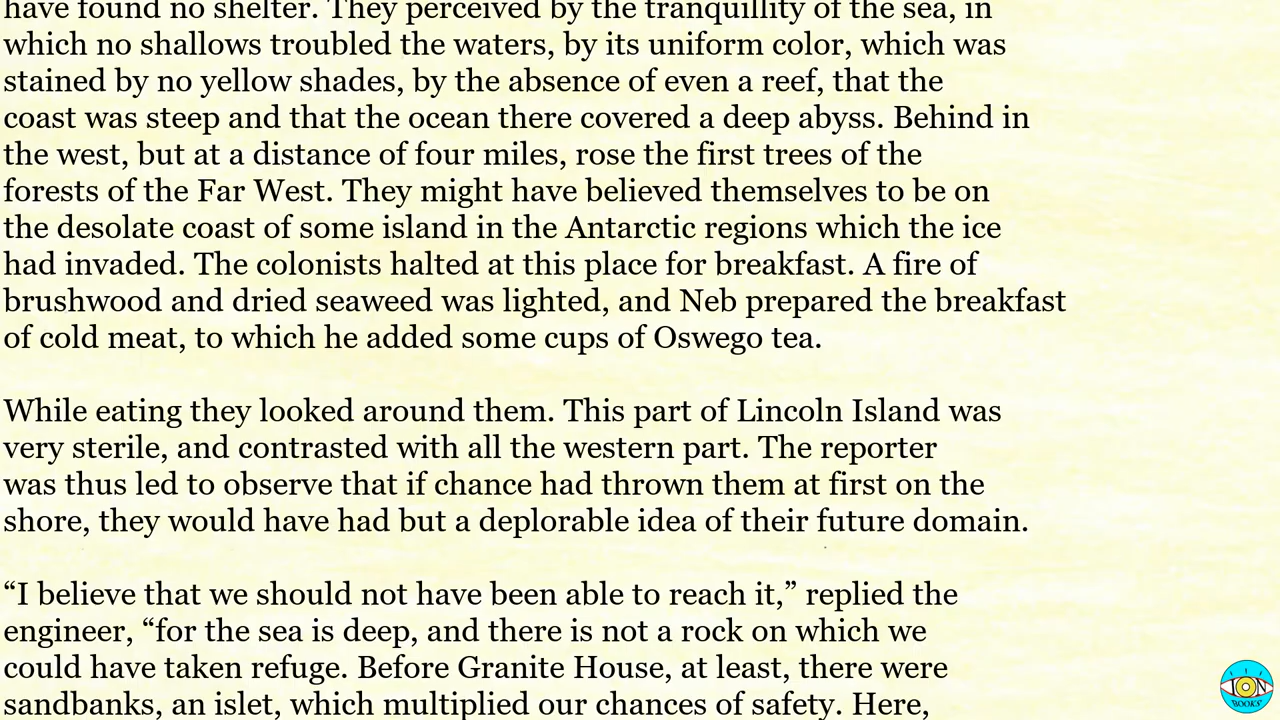 have found no shelter. They perceived by the tranquillity of the sea, in
which no shallows troubled the waters, by its uniform color, which was
stained by no yellow shades, by the absence of even a reef, that the
coast was steep and that the ocean there covered a deep abyss. Behind in
the west, but at a distance of four miles, rose the first trees of the
forests of the Far West. They might have believed themselves to be on
the desolate coast of some island in the Antarctic regions which the ice
had invaded. The colonists halted at this place for breakfast. A fire of
brushwood and dried seaweed was lighted, and Neb prepared the breakfast
of cold meat, to which he added some cups of Oswego tea.

While eating they looked around them. This part of Lincoln Island was
very sterile, and contrasted with all the western part. The reporter
was thus led to observe that if chance had thrown them at first on the
shore, they would have had but a deplorable idea of their future domain.

“I believe that we should not have been able to reach it,” replied the
engineer, “for the sea is deep, and there is not a rock on which we
could have taken refuge. Before Granite House, at least, there were
sandbanks, an islet, which multiplied our chances of safety. Here,
ION
BOOKS